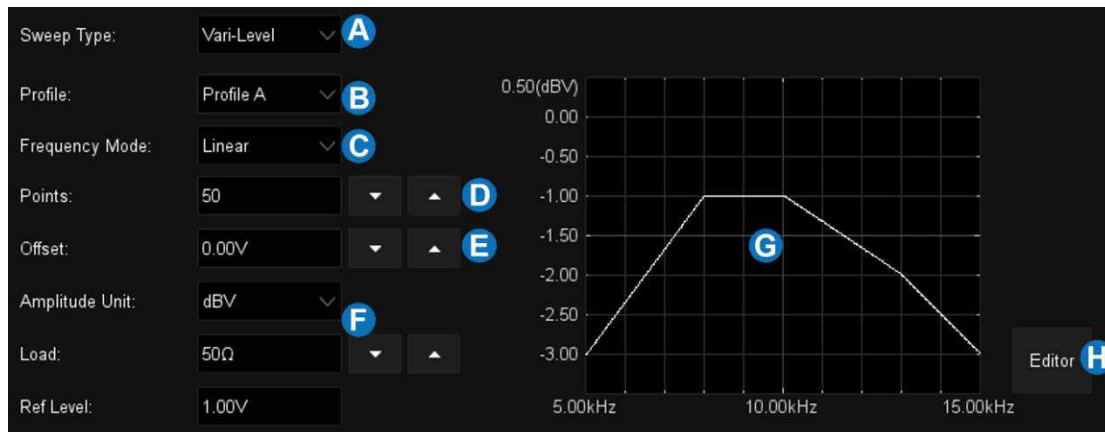 Sweep Type: Vari-Level A
Profile: Profile A B
Frequency Mode: Linear C
Points: 50 D
Offset: 0.00V E
Amplitude Unit: dBV
F
Load: 50Ω
Ref Level: 1.00V
0.50(dBV)
0.00
-0.50
-1.00
-1.50
G
-2.00
-2.50
-3.00
5.00kHz 10.00kHz 15.00kHz
Editor H